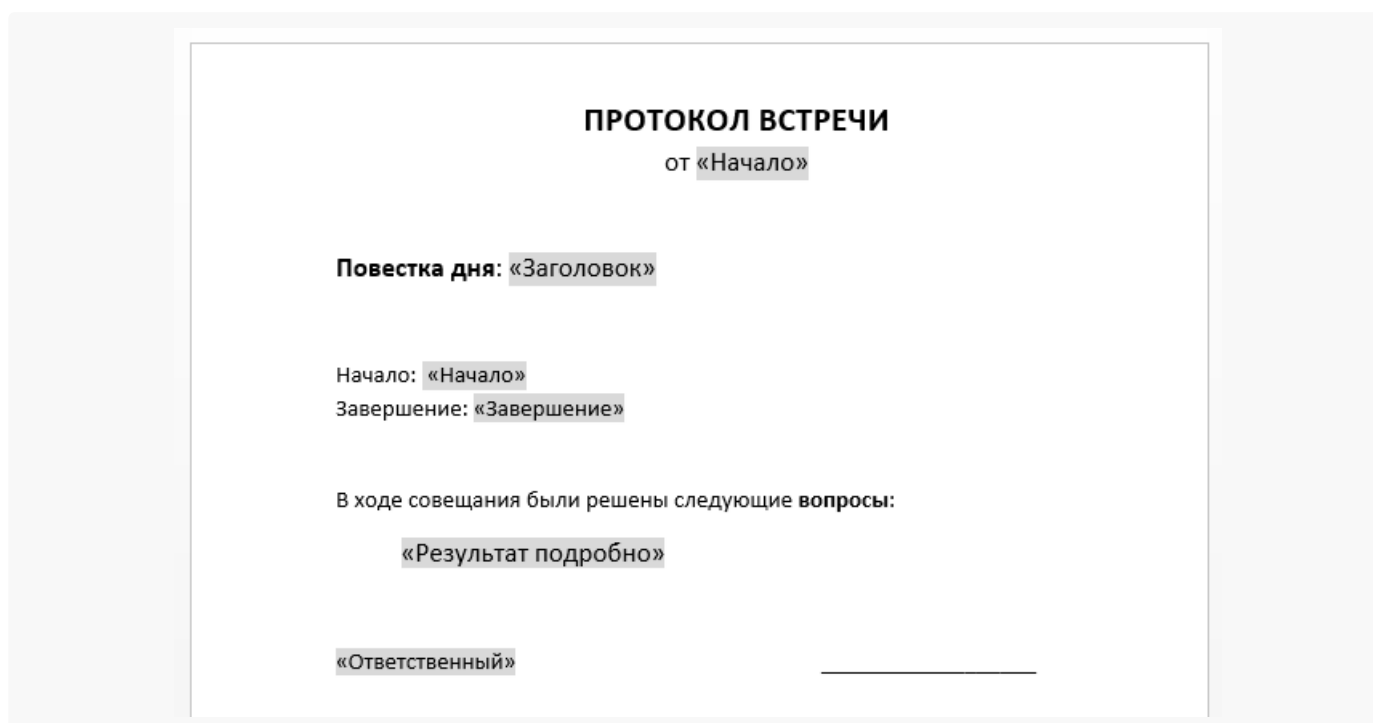 ПРОТОКОЛ ВСТРЕЧИ
от «Начало»
Повестка дня: «Заголовок»
Начало: «Начало»
Завершение: «Завершение»
В ходе совещания были решены следующие вопросы:
«Результат подробно»
«Ответственный» ____________________